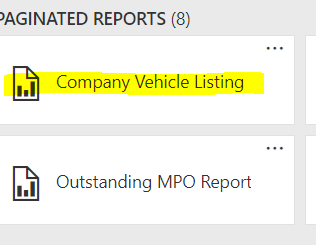 PAGINATED REPORTS (8)
Company Vehicle Listing
Outstanding MPO Report